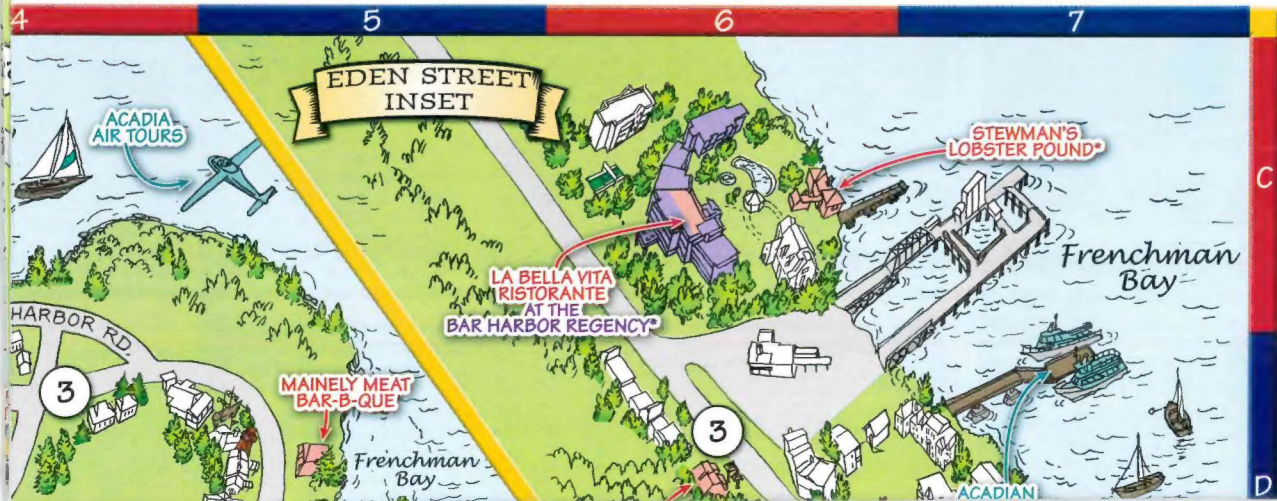 4
5
6
7
EDEN STREET
INSET
ACADIA
AIR TOURS
STEWMAN'S
LOBSTER POUND®
C
Frenchman
Bay
LA BELLA VITA
RISTORANTE
AT THE
BAR HARBOR REGENCY®
HARBOR RD.
3
MAINELY MEAT
BAR-B-QUE
Frenchman
Bay
3
ACADIAN
D